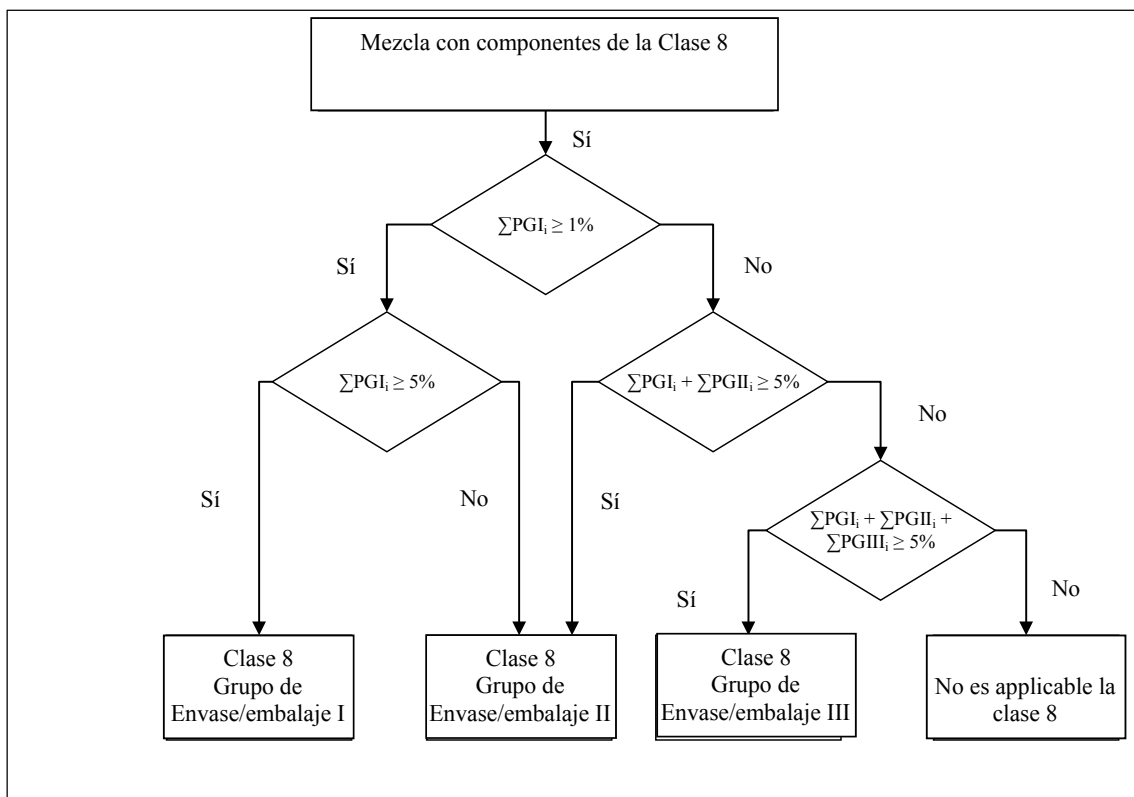 Mezcla con componentes de la Clase 8
Sí
∑PGIᵢ ≥ 1%
Sí
No
∑PGIᵢ ≥ 5%
∑PGIᵢ + ∑PGIIᵢ ≥ 5%
No
Sí
No
Sí
∑PGIᵢ + ∑PGIIᵢ +
∑PGIIIᵢ ≥ 5%
Sí
No
Clase 8
Grupo de
Envase/embalaje I
Clase 8
Grupo de
Envase/embalaje II
Clase 8
Grupo de
Envase/embalaje III
No es applicable la
clase 8